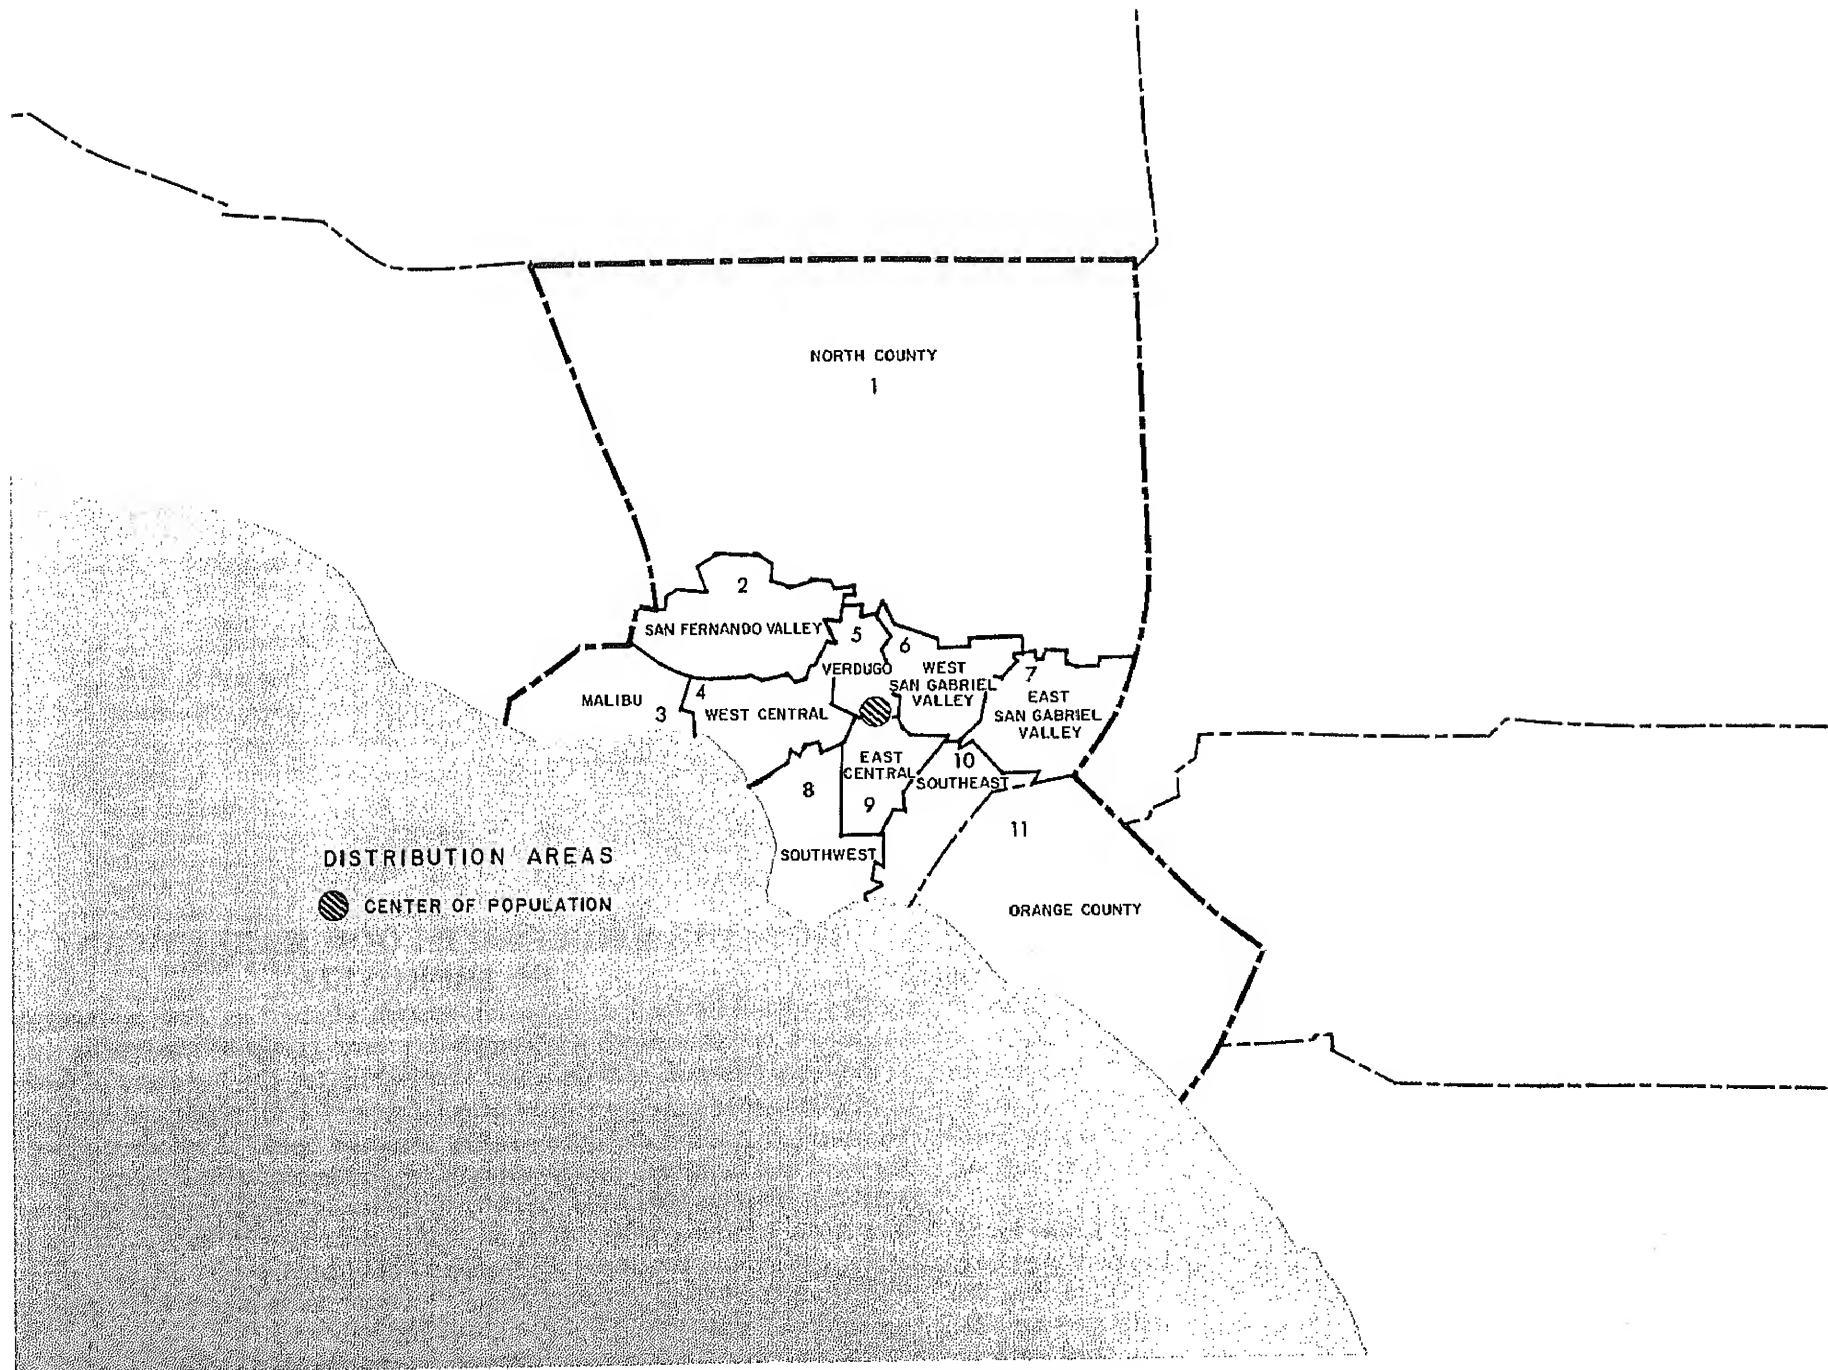 NORTH COUNTY
1
2
SAN FERNANDO VALLEY
5
VERDUGO
6
WEST
SAN GABRIEL
VALLEY
7
EAST
SAN GABRIEL
VALLEY
MALIBU
3
4
WEST CENTRAL
8
SOUTHWEST
EAST
CENTRAL
9
10
SOUTHEAST
11
ORANGE COUNTY
DISTRIBUTION AREAS
CENTER OF POPULATION